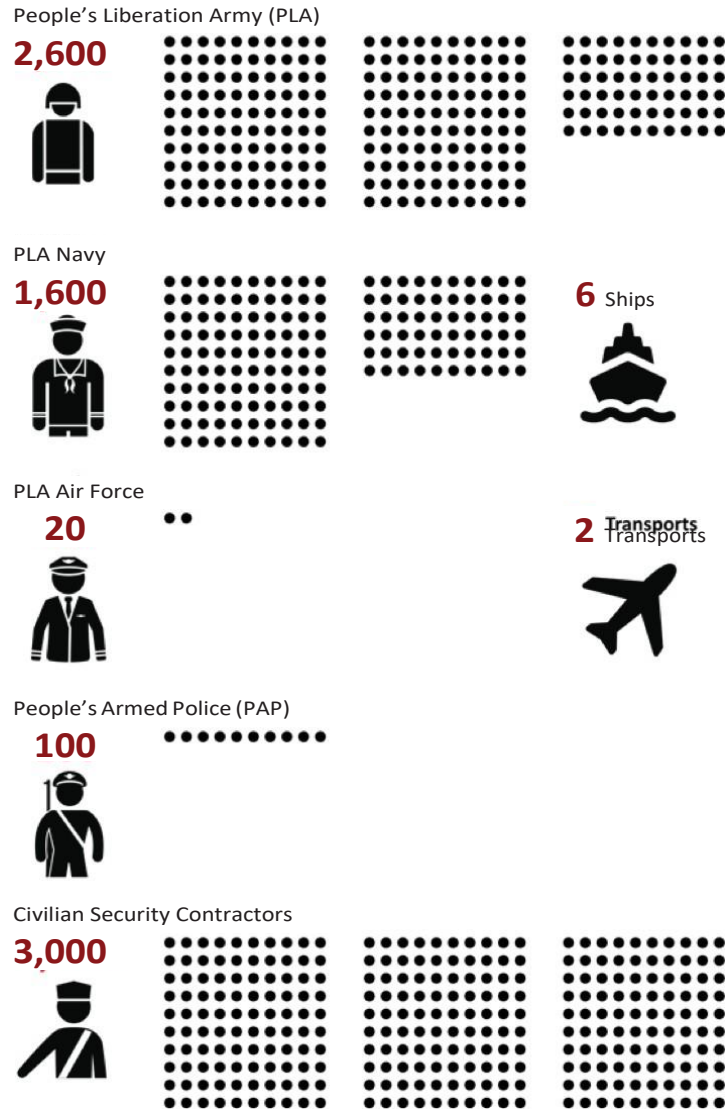 People’s Liberation Army (PLA)
2,600
PLA Navy
1,600
6 Ships
PLA Air Force
20
2 Transports
Transports
People’s Armed Police (PAP)
100
Civilian Security Contractors
3,000